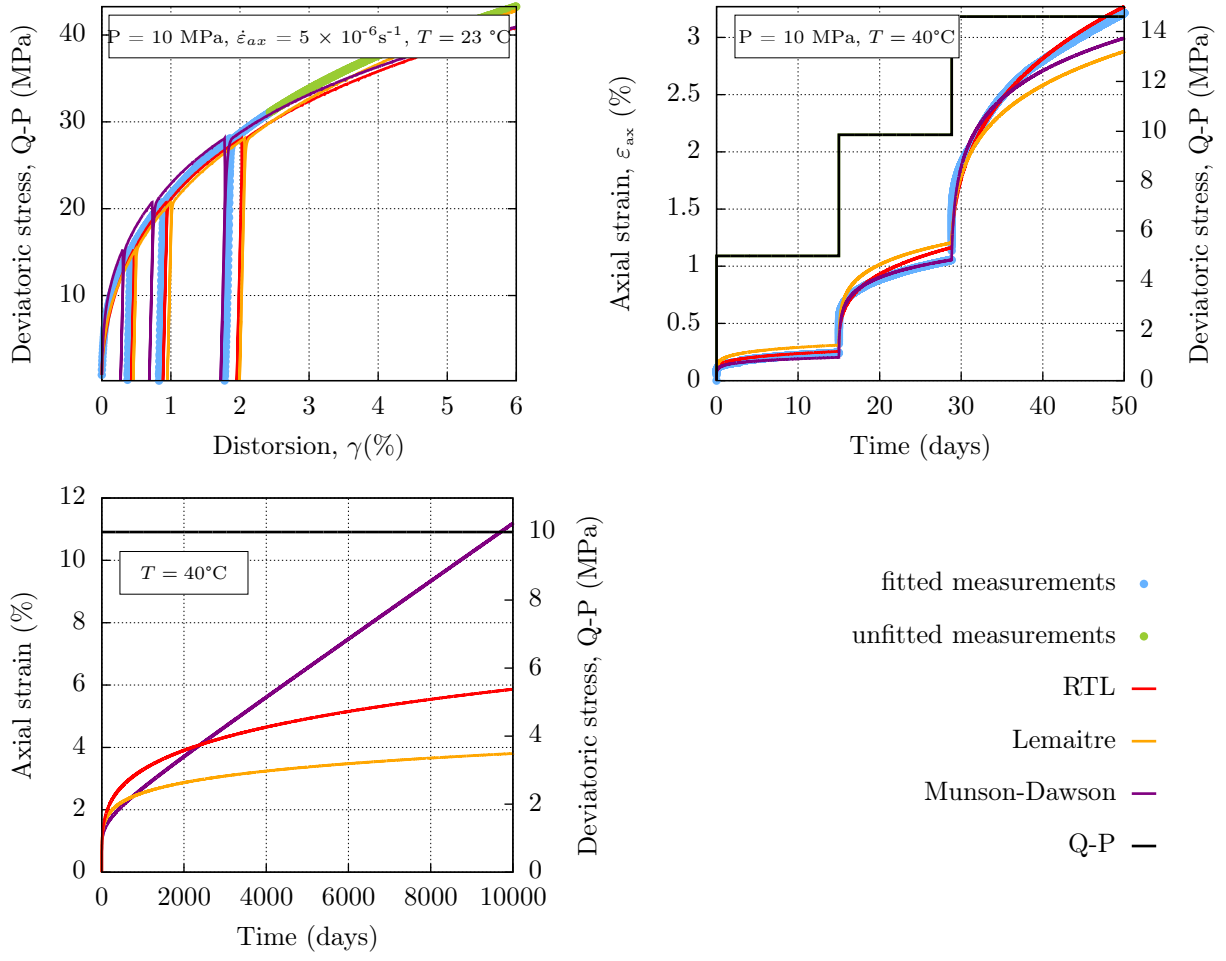 P = 10 MPa, ε̇ax = 5 × 10⁻⁶s⁻¹, T = 23 °C
Deviatoric stress, Q-P (MPa)
40
30
20
10
0 1 2 3 4 5 6
Distorsion, γ(%)
P = 10 MPa, T = 40°C
Axial strain, εax (%)
3
2.5
2
1.5
1
0.5
0
0 10 20 30 40 50
Time (days)
14
12
10
8
6
4
2
0
Deviatoric stress, Q-P (MPa)
T = 40°C
Axial strain (%)
12
10
8
6
4
2
0
0 2000 4000 6000 8000 10000
Time (days)
10
8
6
4
2
0
Deviatoric stress, Q-P (MPa)
fitted measurements
unfitted measurements
RTL
Lemaitre
Munson-Dawson
Q-P